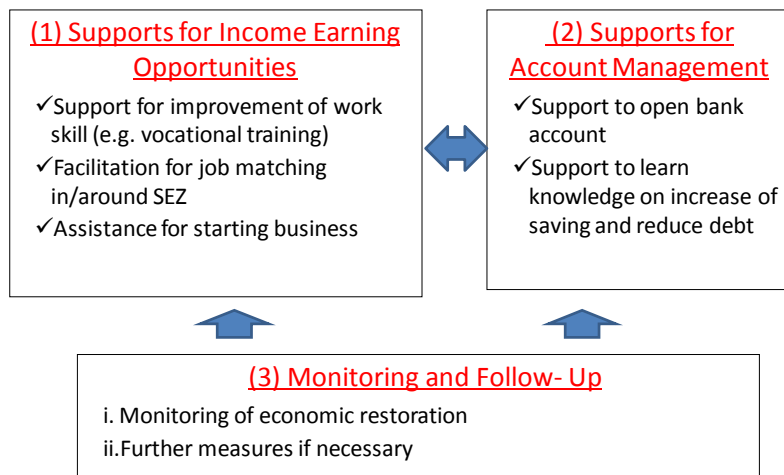 (1) Supports for Income Earning
Opportunities
✓Support for improvement of work
skill (e.g. vocational training)
✓Facilitation for job matching
in/around SEZ
✓Assistance for starting business
(2) Supports for
Account Management
✓Support to open bank
account
✓Support to learn
knowledge on increase of
saving and reduce debt
(3) Monitoring and Follow- Up
i. Monitoring of economic restoration
ii.Further measures if necessary